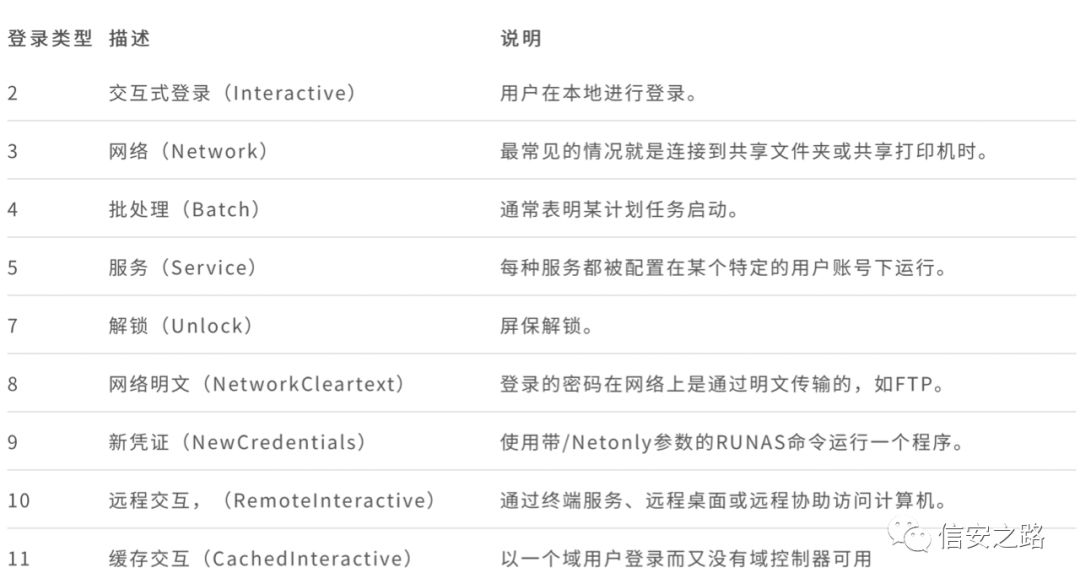 登录类型 描述 说明
2 交互式登录（Interactive） 用户在本地进行登录。
3 网络（Network） 最常见的情况就是连接到共享文件夹或共享打印机时。
4 批处理（Batch） 通常表明某计划任务启动。
5 服务（Service） 每种服务都被配置在某个特定的用户账号下运行。
7 解锁（Unlock） 屏保解锁。
8 网络明文（NetworkCleartext） 登录的密码在网络上是通过明文传输的，如FTP。
9 新凭证（NewCredentials） 使用带/Netonly参数的RUNAS命令运行一个程序。
10 远程交互，（RemoteInteractive） 通过终端服务、远程桌面或远程协助访问计算机。
11 缓存交互（CachedInteractive） 以一个域用户登录而又没有域控制器可用
信安之路